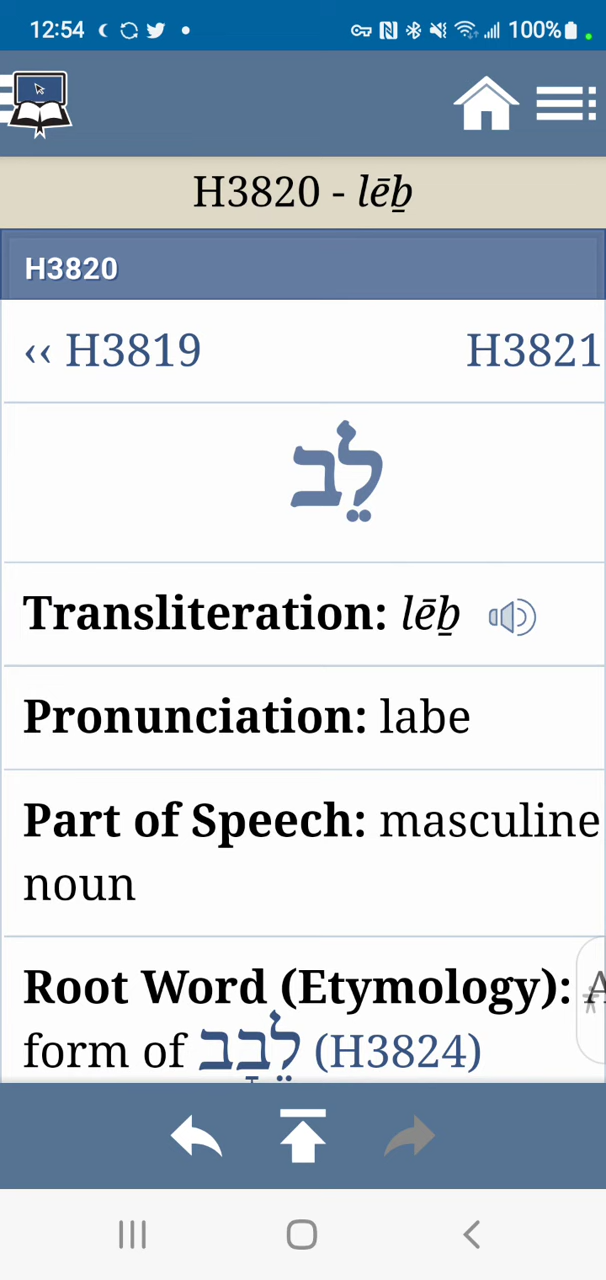 12:54 100%
H3820 - lēḇ
H3820
‹‹ H3819 H3821
לֵב
Transliteration: lēḇ
Pronunciation: labe
Part of Speech: masculine
noun
Root Word (Etymology): A
form of לֵבָב (H3824)